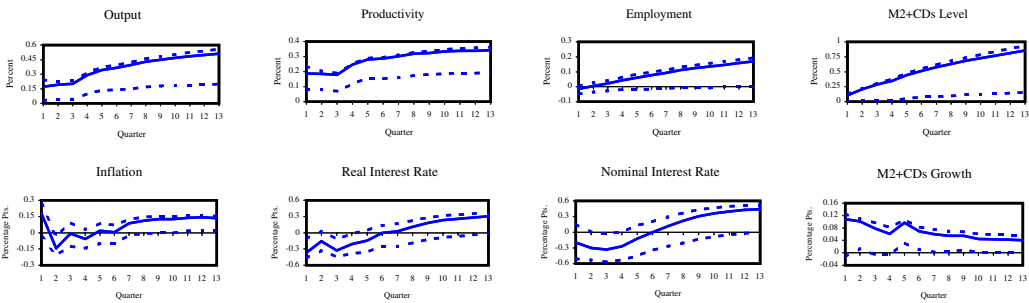 Output
Percent
0.6
0.45
0.3
0.15
0
1 2 3 4 5 6 7 8 9 10 11 12 13
Quarter
Productivity
Percent
0.4
0.3
0.2
0.1
0
1 2 3 4 5 6 7 8 9 10 11 12 13
Quarter
Employment
Percent
0.3
0.2
0.1
0
-0.1
1 2 3 4 5 6 7 8 9 10 11 12 13
Quarter
M2+CDs Level
Percent
1
0.75
0.5
0.25
0
1 2 3 4 5 6 7 8 9 10 11 12 13
Quarter
Inflation
Percentage Pts.
0.3
0.15
0
-0.15
-0.3
1 2 3 4 5 6 7 8 9 10 11 12 13
Quarter
Real Interest Rate
Percentage Pts.
0.6
0.3
0
-0.3
-0.6
1 2 3 4 5 6 7 8 9 10 11 12 13
Quarter
Nominal Interest Rate
Percentage Pts.
0.6
0.3
0
-0.3
-0.6
1 2 3 4 5 6 7 8 9 10 11 12 13
Quarter
M2+CDs Growth
Percentage Pts.
0.16
0.12
0.08
0.04
0
-0.04
1 2 3 4 5 6 7 8 9 10 11 12 13
Quarter